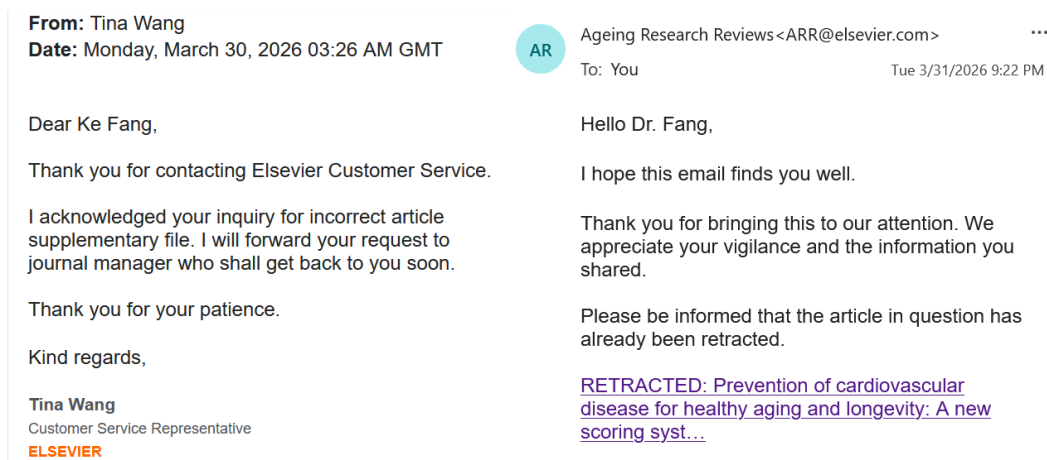 From: Tina Wang
Date: Monday, March 30, 2026 03:26 AM GMT
Dear Ke Fang,
Thank you for contacting Elsevier Customer Service.
I acknowledged your inquiry for incorrect article
supplementary file. I will forward your request to
journal manager who shall get back to you soon.
Thank you for your patience.
Kind regards,
Tina Wang
Customer Service Representative
ELSEVIER
AR
Ageing Research Reviews<ARR@elsevier.com>
To: You
Tue 3/31/2026 9:22 PM
Hello Dr. Fang,
I hope this email finds you well.
Thank you for bringing this to our attention. We
appreciate your vigilance and the information you
shared.
Please be informed that the article in question has
already been retracted.
RETRACTED: Prevention of cardiovascular
disease for healthy aging and longevity: A new
scoring syst…